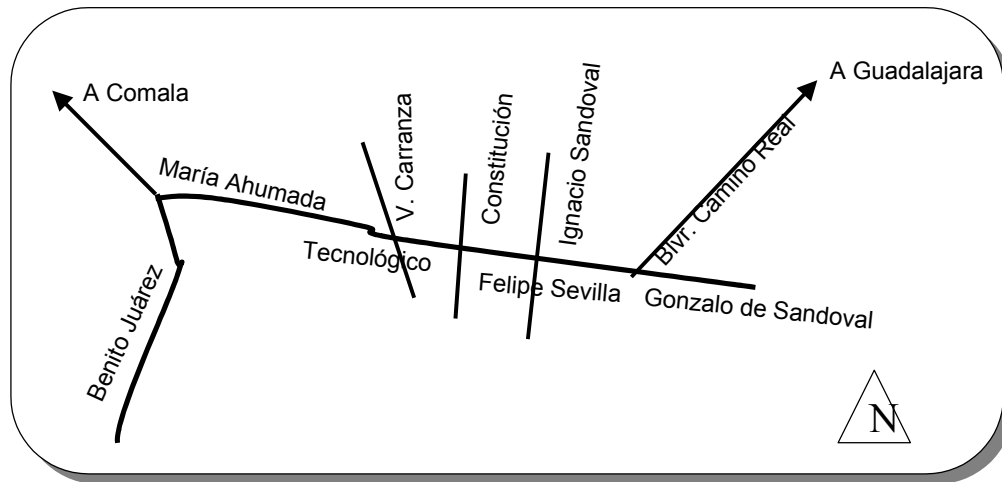 A Comala
A Guadalajara
María Ahumada
V. Carranza
Constitución
Ignacio Sandoval
Blvr. Camino Real
Tecnológico
Felipe Sevilla
Gonzalo de Sandoval
Benito Juárez
N